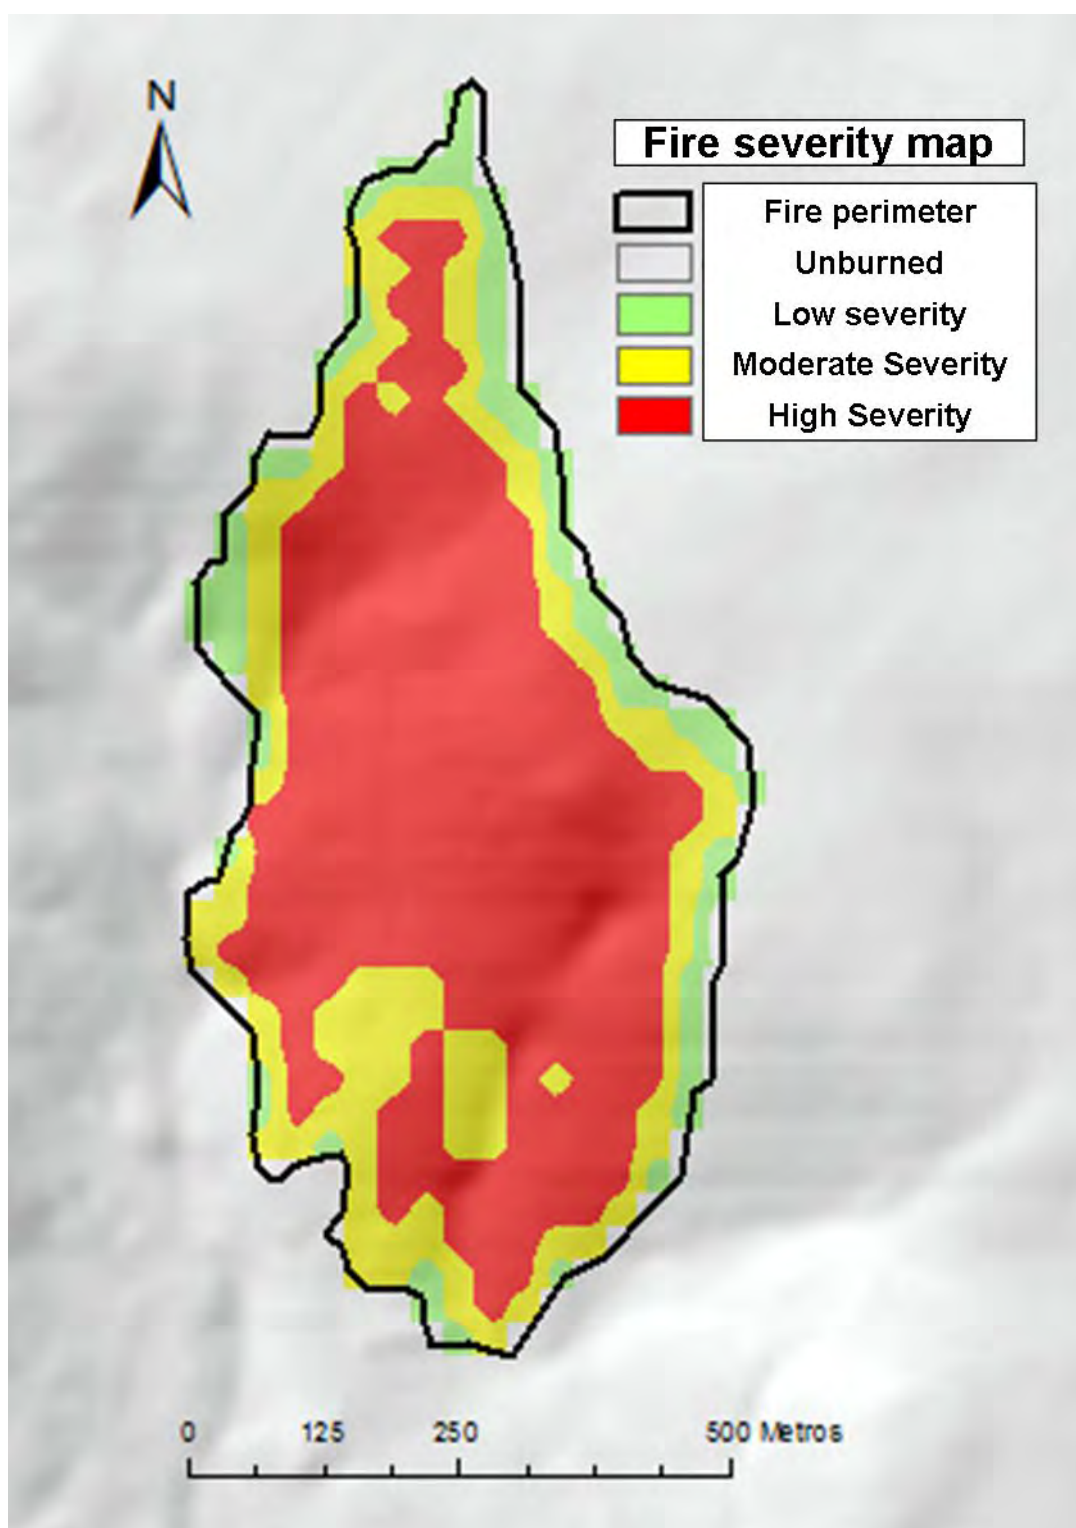 N
Fire severity map
Fire perimeter
Unburned
Low severity
Moderate Severity
High Severity
0 125 250 500 Metros